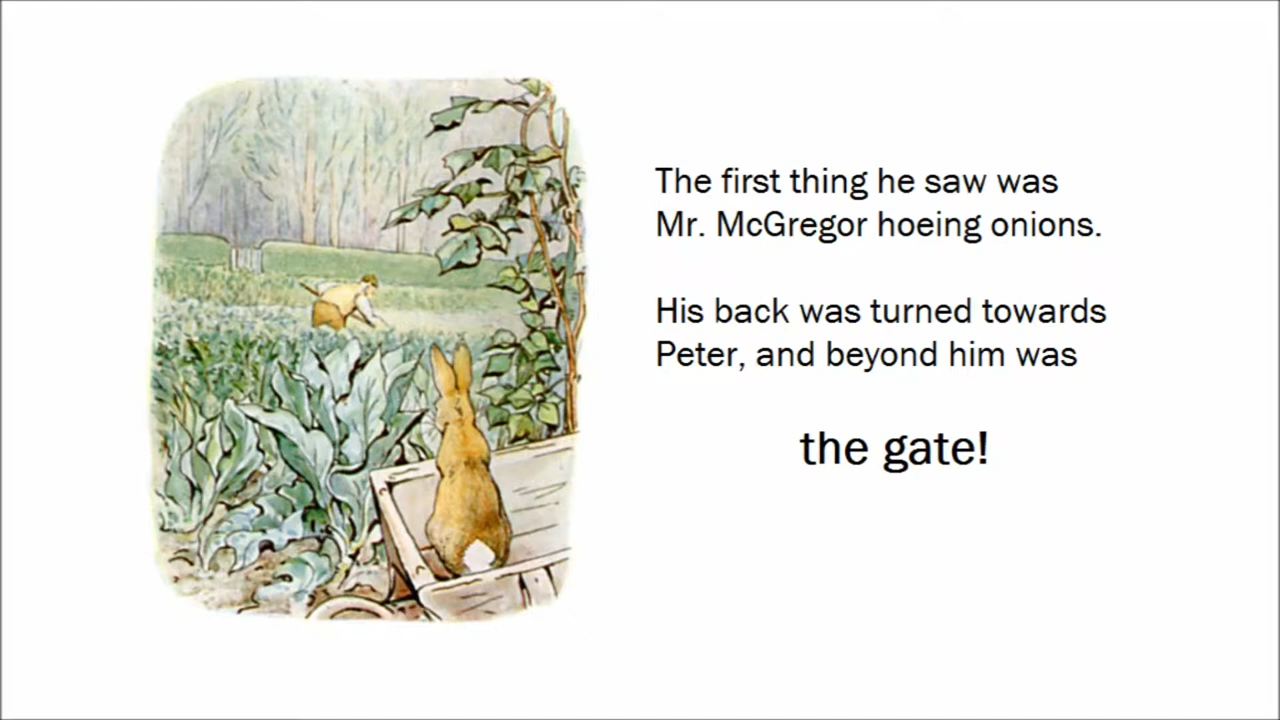 The first thing he saw was
Mr. McGregor hoeing onions.
His back was turned towards
Peter, and beyond him was
the gate!